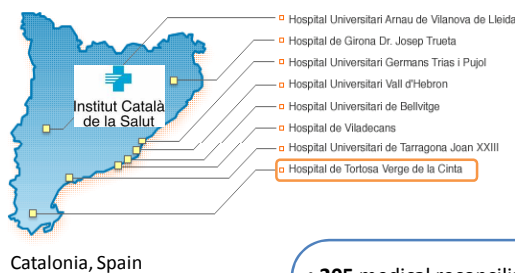 Hospital Universitari Arnau de Vilanova de Lleida
Hospital de Girona Dr. Josep Trueta
Hospital Universitari Germans Trias i Pujol
Hospital Universitari Vall d'Hebron
Hospital Universitari de Bellvitge
Hospital de Viladecans
Hospital Universitari de Tarragona Joan XXIII
Hospital de Tortosa Verge de la Cinta
Institut Català
de la Salut
Catalonia, Spain